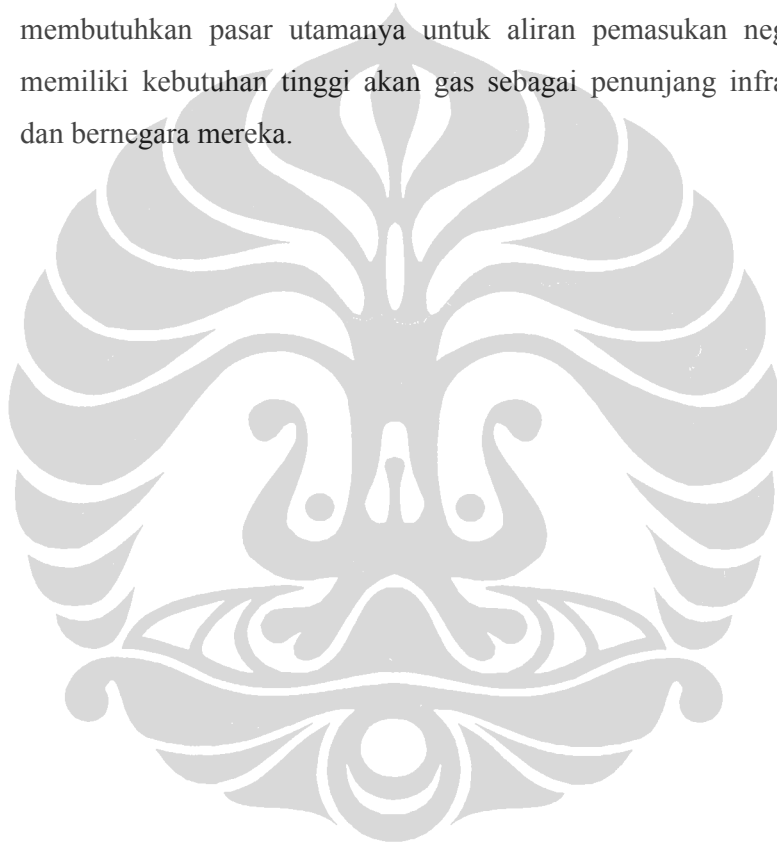 membutuhkan pasar utamanya untuk aliran pemasukan neg
memiliki kebutuhan tinggi akan gas sebagai penunjang infra
dan bernegara mereka.